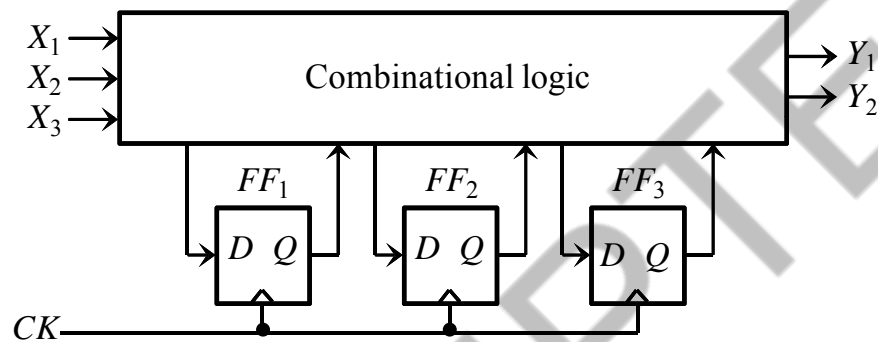 X1
X2
X3
Combinational logic
Y1
Y2
FF1
FF2
FF3
D Q
D Q
D Q
CK